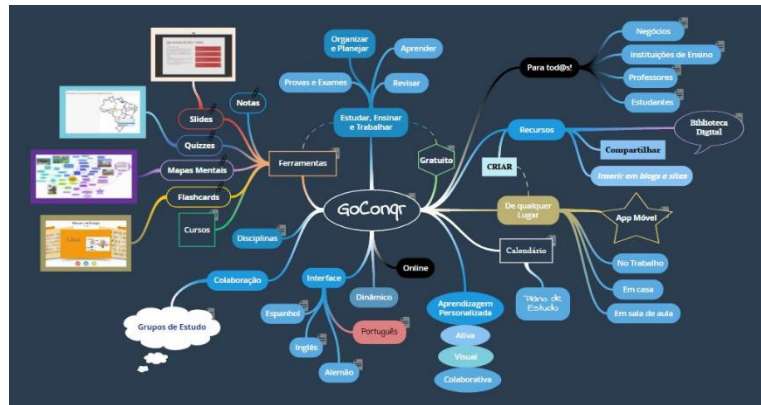 Organizar
e Planejar
Aprender
Provas e Exames
Revisar
Estudar, Ensinar
e Trabalhar
Para tod@s!
Negócios
Instituições de Ensino
Professores
Estudantes
Notas
Slides
Quizzes
Mapas Mentais
Flashcards
Cursos
Ferramentas
Gratuito
Recursos
Biblioteca
Digital
Compartilhar
Inserir em blogs e sites
CRIAR
GoConqr
De qualquer
Lugar
App Móvel
No Trabalho
Em casa
Em sala de aula
Disciplinas
Calendário
Plano de
Estudo
Colaboração
Grupos de Estudo
Interface
Espanhol
Inglês
Alemão
Português
Online
Dinâmico
Aprendizagem
Personalizada
Ativa
Visual
Colaborativa